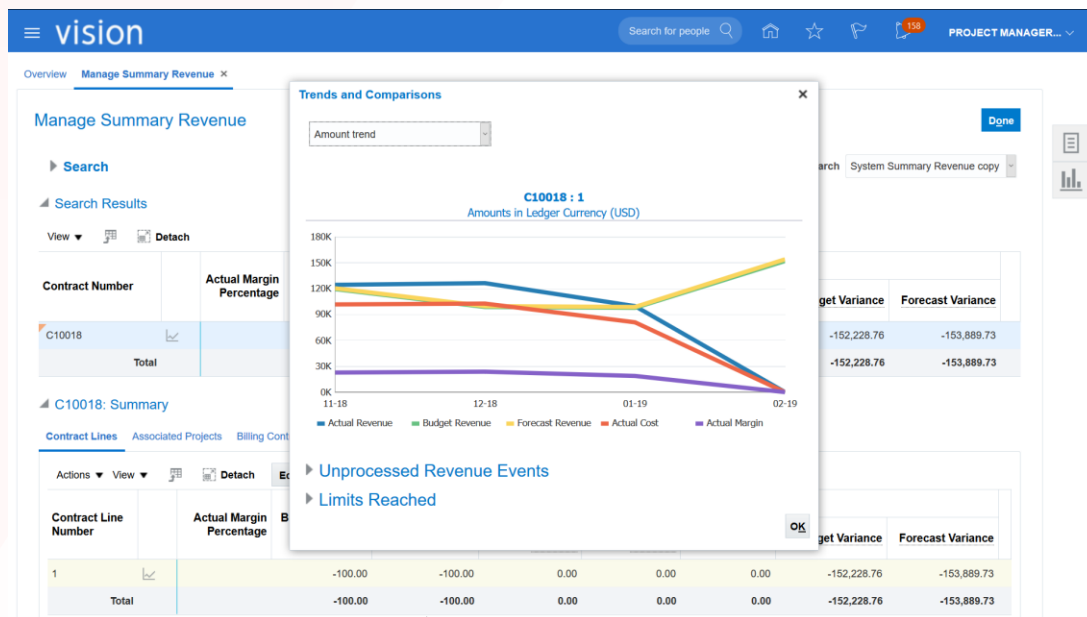 vision
Search for people
158
PROJECT MANAGER...
Overview Manage Summary Revenue ×
Manage Summary Revenue
Done
Search
arch System Summary Revenue copy
Search Results
View Detach
Contract Number Actual Margin Percentage get Variance Forecast Variance
C10018 -152,228.76 -153,889.73
Total -152,228.76 -153,889.73
C10018: Summary
Contract Lines Associated Projects Billing Cont
Actions View Detach
Contract Line Number Actual Margin Percentage B get Variance Forecast Variance
1 -100.00 -100.00 0.00 0.00 0.00 -152,228.76 -153,889.73
Total -100.00 -100.00 0.00 0.00 0.00 -152,228.76 -153,889.73
Trends and Comparisons ×
Amount trend
C10018 : 1
Amounts in Ledger Currency (USD)
180K
150K
120K
90K
60K
30K
0K
11-18 12-18 01-19 02-19
Actual Revenue Budget Revenue Forecast Revenue Actual Cost Actual Margin
Unprocessed Revenue Events
Limits Reached
OK